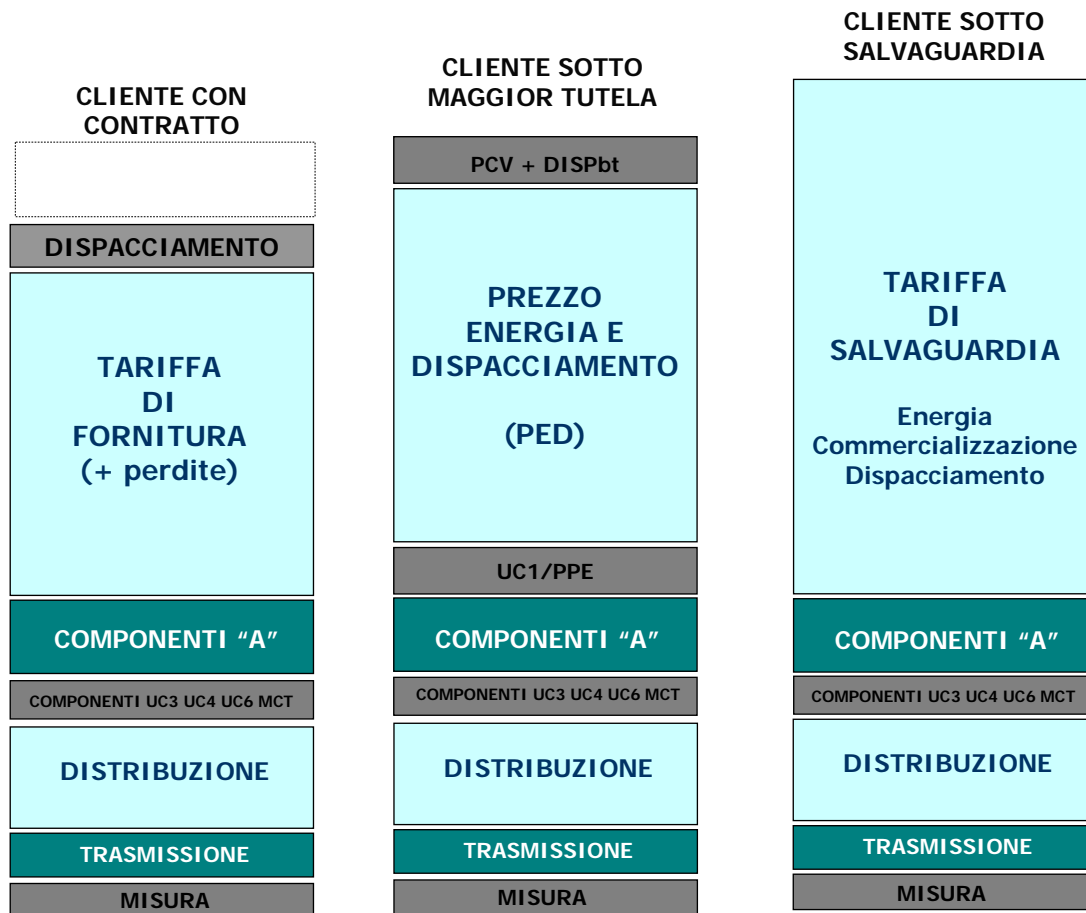 CLIENTE CON
CONTRATTO
DISPACCIAMENTO
TARIFFA
DI
FORNITURA
(+ perdite)
COMPONENTI “A”
COMPONENTI UC3 UC4 UC6 MCT
DISTRIBUZIONE
TRASMISSIONE
MISURA
CLIENTE SOTTO
MAGGIOR TUTELA
PCV + DISPbt
PREZZO
ENERGIA E
DISPACCIAMENTO
(PED)
UC1/PPE
COMPONENTI “A”
COMPONENTI UC3 UC4 UC6 MCT
DISTRIBUZIONE
TRASMISSIONE
MISURA
CLIENTE SOTTO
SALVAGUARDIA
TARIFFA
DI
SALVAGUARDIA
Energia
Commercializzazione
Dispacciamento
COMPONENTI “A”
COMPONENTI UC3 UC4 UC6 MCT
DISTRIBUZIONE
TRASMISSIONE
MISURA